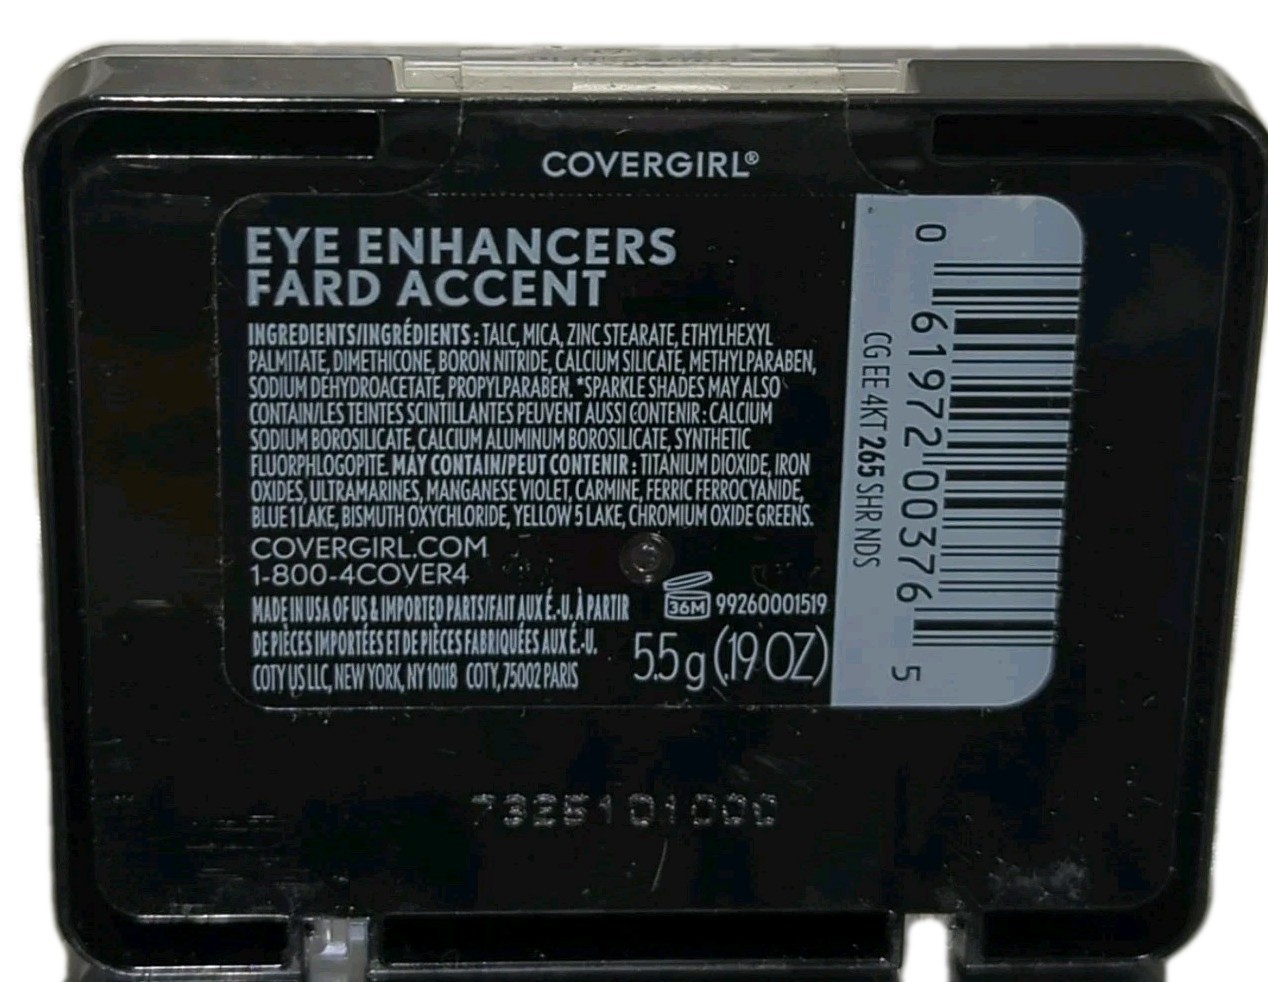 COVERGIRL®
EYE ENHANCERS
FARD ACCENT
INGREDIENTS/INGRÉDIENTS : TALC, MICA, ZINC STEARATE, ETHYLHEXYL
PALMITATE, DIMETHICONE, BORON NITRIDE, CALCIUM SILICATE, METHYLPARABEN,
SODIUM DEHYDROACETATE, PROPYLPARABEN. *SPARKLE SHADES MAY ALSO
CONTAIN/LES TEINTES SCINTILLANTES PEUVENT AUSSI CONTENIR : CALCIUM
SODIUM BOROSILICATE, CALCIUM ALUMINUM BOROSILICATE, SYNTHETIC
FLUORPHLOGOPITE. MAY CONTAIN/PEUT CONTENIR : TITANIUM DIOXIDE, IRON
OXIDES, ULTRAMARINES, MANGANESE VIOLET, CARMINE, FERRIC FERROCYANIDE,
BLUE 1 LAKE, BISMUTH OXYCHLORIDE, YELLOW 5 LAKE, CHROMIUM OXIDE GREENS.
COVERGIRL.COM
1-800-4COVER4
MADE IN USA OF US & IMPORTED PARTS/FAIT AUX É.-U. À PARTIR
DE PIÈCES IMPORTÉES ET DE PIÈCES FABRIQUÉES AUX É.-U.
COTY US LLC, NEW YORK, NY 10118 COTY, 75002 PARIS
36M 99260001519
5.5 g (.19 OZ)
CG EE 4KT 265 SHR NDS
0 61972 00376 5
7325101000